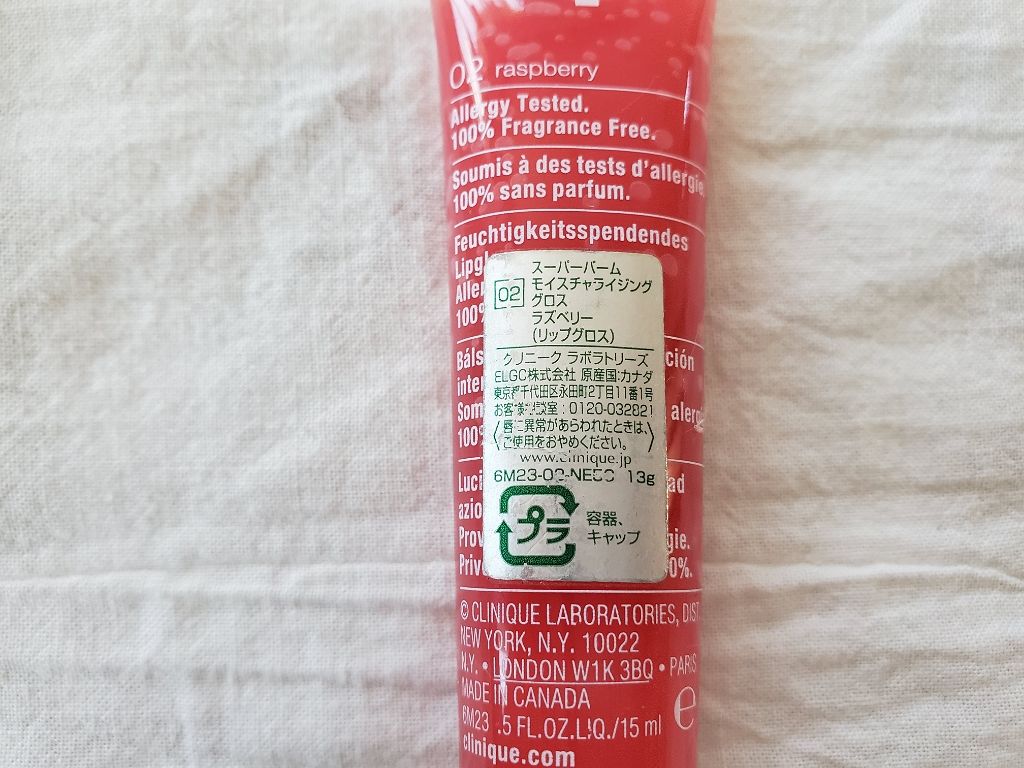 02 raspberry
Allergy Tested.
100% Fragrance Free.
Soumis à des tests d'allergie
100% sans parfum.
Feuchtigkeitsspendendes
スーパーバーム
02 モイスチャライジング
グロス
ラズベリー
(リップグロス)
クリニーク ラボラトリーズ
ELGC株式会社 原産国:カナダ
東京都千代田区永田町2丁目11番1号
お客様相談室:0120-032821
唇に異常があらわれたときは、
ご使用をおやめください。
www.clinique.jp
13g
プラ 容器、
キャップ
© CLINIQUE LABORATORIES,
NEW YORK, N.Y. 10022
N.Y. • LONDON W1K 3BQ • PARIS
MADE IN CANADA
6M23 .5 FL.OZ.LIQ./15 ml e
clinique.com